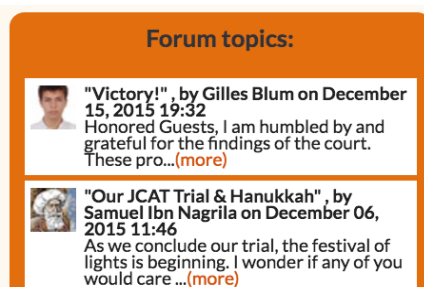 Forum topics:
"Victory!" , by Gilles Blum on December
15, 2015 19:32
Honored Guests, I am humbled by and
grateful for the findings of the court.
These pro...(more)
"Our JCAT Trial & Hanukkah" , by
Samuel Ibn Nagrila on December 06,
2015 11:46
As we conclude our trial, the festival of
lights is beginning. I wonder if any of you
would care ...(more)